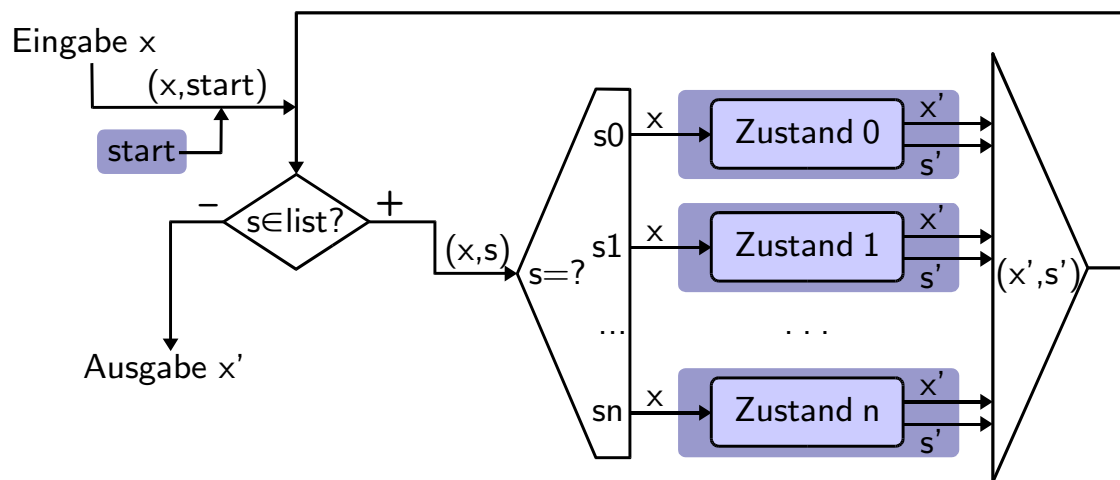 Eingabe x
(x,start)
start
s∈list?
-
+
Ausgabe x'
(x,s)
s=?
s0
x
Zustand 0
x'
s'
s1
x
Zustand 1
x'
s'
...
. . .
sn
x
Zustand n
x'
s'
(x',s')